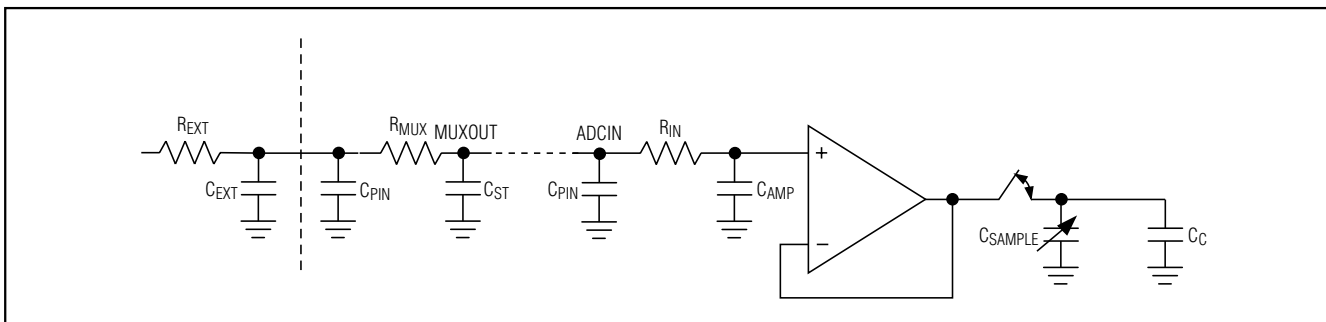 REXT
RMUX
MUXOUT
ADCIN
RIN
CEXT
CPIN
CST
CPIN
CAMP
+
−
CSAMPLE
CC